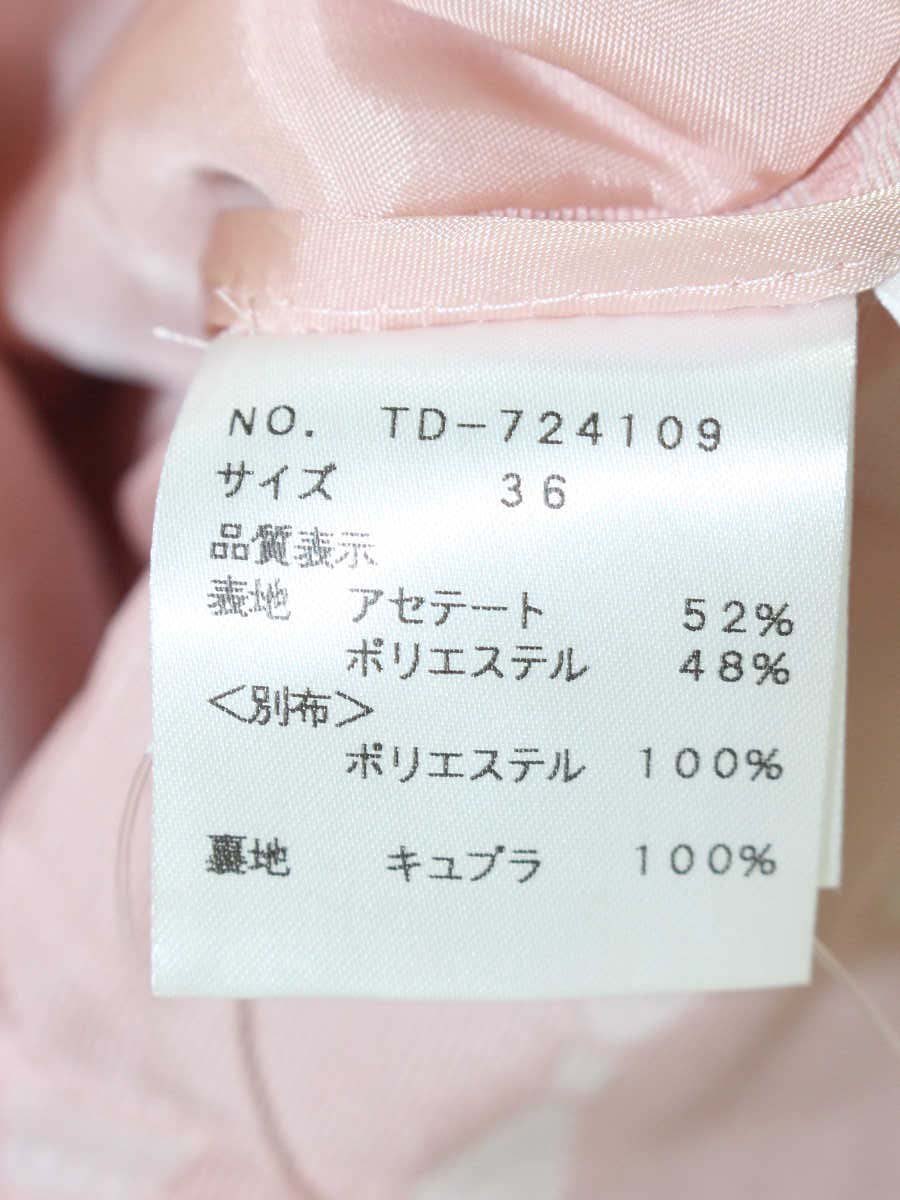 NO. TD-724109
サイズ 36
品質表示
表地 アセテート 52%
ポリエステル 48%
<別布>
ポリエステル 100%
裏地 キュプラ 100%